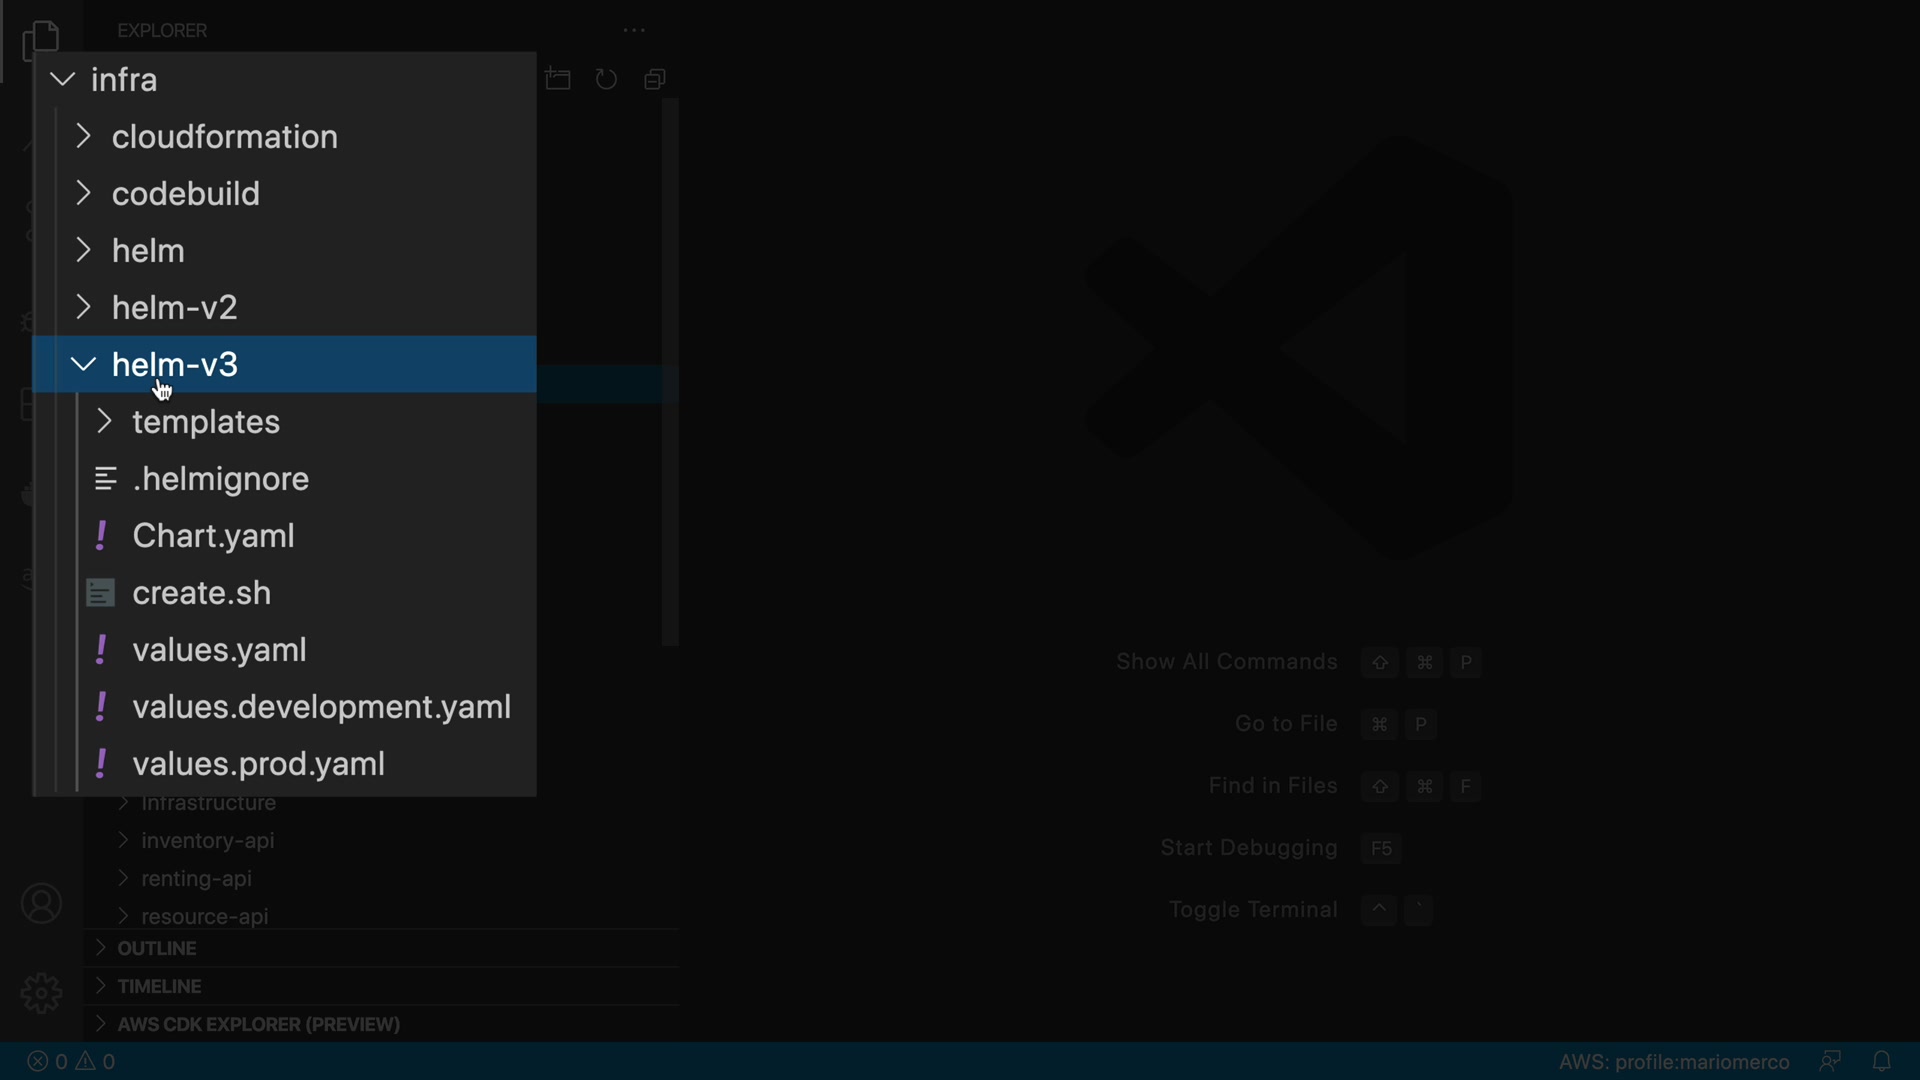 EXPLORER
infra
cloudformation
codebuild
helm
helm-v2
helm-v3
templates
.helmignore
Chart.yaml
create.sh
values.yaml
values.development.yaml
values.prod.yaml
Infrastructure
inventory-api
renting-api
resource-api
OUTLINE
TIMELINE
AWS CDK EXPLORER (PREVIEW)
Show All Commands ⇧ ⌘ P
Go to File ⌘ P
Find in Files ⇧ ⌘ F
Start Debugging F5
Toggle Terminal ^ `
0 0
AWS: profile:mariomerco